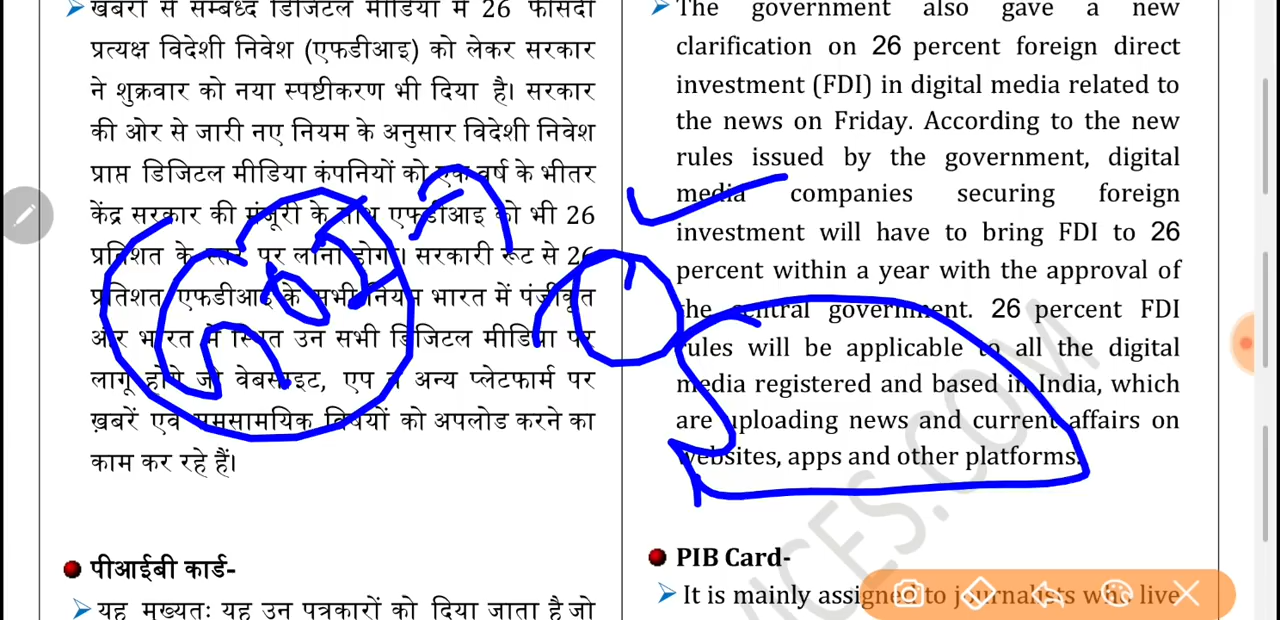 खबरों से सम्बध्द डिजिटल मीडिया में 26 फीसदी
प्रत्यक्ष विदेशी निवेश (एफडीआइ) को लेकर सरकार
ने शुक्रवार को नया स्पष्टीकरण भी दिया है। सरकार
की ओर से जारी नए नियम के अनुसार विदेशी निवेश
प्राप्त डिजिटल मीडिया कंपनियों को एक वर्ष के भीतर
केंद्र सरकार की मंजूरी के साथ एफडीआइ को भी 26
प्रतिशत के स्तर पर लाना होगा। सरकारी रूट से 26
प्रतिशत एफडीआइ के सभी नियम भारत में पंजीकृत
और भारत में स्थित उन सभी डिजिटल मीडिया पर
लागू होंगे जो वेबसाइट, एप व अन्य प्लेटफार्म पर
ख़बरें एवं समसामयिक विषयों को अपलोड करने का
काम कर रहे हैं।
पीआईबी कार्ड-
यह मुख्यतः यह उन पत्रकारों को दिया जाता है जो
The government also gave a new
clarification on 26 percent foreign direct
investment (FDI) in digital media related to
the news on Friday. According to the new
rules issued by the government, digital
media companies securing foreign
investment will have to bring FDI to 26
percent within a year with the approval of
the central government. 26 percent FDI
rules will be applicable to all the digital
media registered and based in India, which
are uploading news and current affairs on
websites, apps and other platforms.
PIB Card-
It is mainly assigned to journalists who live